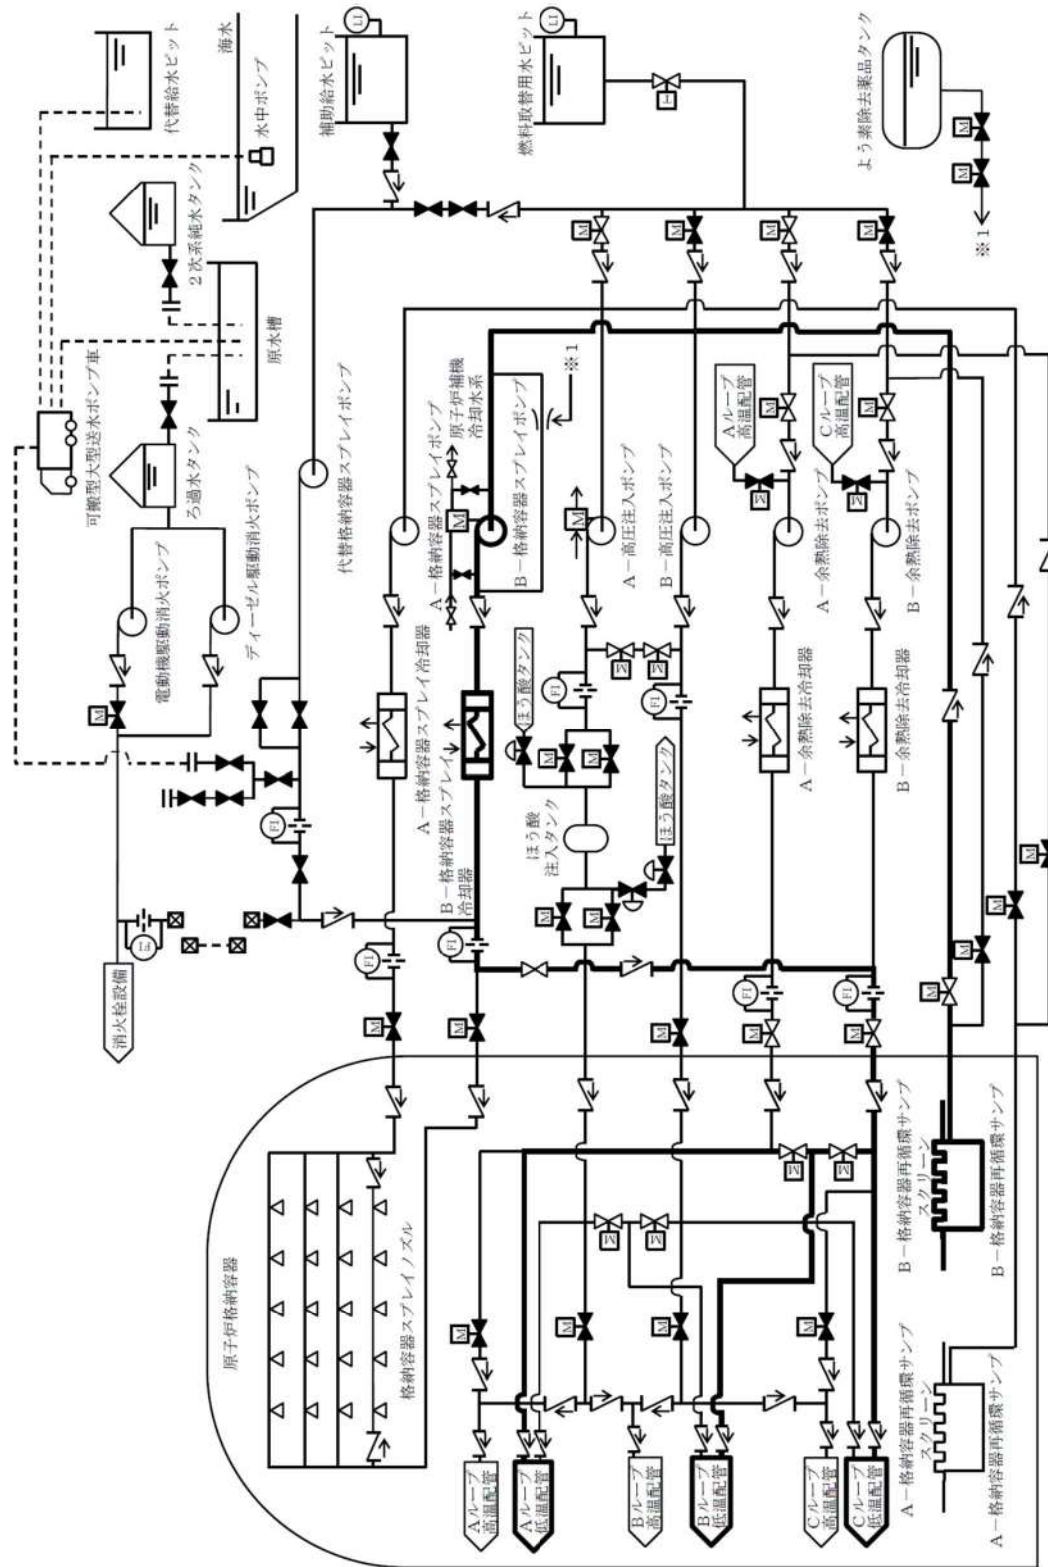 代替給水ピット
海水
水中ポンプ
2次系純水タンク
原水槽
可搬型大型送水ポンプ車
ろ過水タンク
電動機駆動消火ポンプ
ディーゼル駆動消火ポンプ
消火栓設備
FI
M
補助給水ピット
LI
燃料取替用水ピット
LI
よう素除去薬品タンク
M
M
※1
代替格納容器スプレイポンプ
FI
A-格納容器スプレイポンプ
原子炉補機
冷却水系
B-格納容器スプレイポンプ
※1
A-格納容器スプレイ冷却器
B-格納容器スプレイ
冷却器
FI
FI
M
M
A-高圧注入ポンプ
B-高圧注入ポンプ
ほう酸タンク
ほう酸
注入タンク
ほう酸タンク
FI
FI
M
M
M
M
Aループ
高温配管
Cループ
高温配管
A-余熱除去ポンプ
B-余熱除去ポンプ
A-余熱除去冷却器
B-余熱除去冷却器
FI
FI
M
M
原子炉格納容器
格納容器スプレイノズル
Aループ
高温配管
Aループ
低温配管
Bループ
高温配管
Bループ
低温配管
Cループ
高温配管
Cループ
低温配管
B-格納容器再循環サンプ
スクリーン
B-格納容器再循環サンプ
A-格納容器再循環サンプ
スクリーン
A-格納容器再循環サンプ